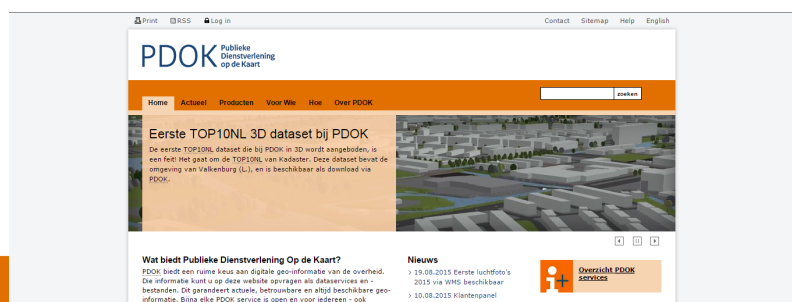 Print RSS Log in
Contact Sitemap Help English
PDOK Publieke
Dienstverlening
op de Kaart
zoeken
Home Actueel Producten Voor Wie Hoe Over PDOK
Eerste TOP10NL 3D dataset bij PDOK
De eerste TOP10NL dataset die bij PDOK in 3D wordt aangeboden, is
een feit! Het gaat om de TOP10NL van Kadaster. Deze dataset bevat de
omgeving van Valkenburg (L.), en is beschikbaar als download via
PDOK.
Wat biedt Publieke Dienstverlening Op de Kaart?
PDOK biedt een ruime keus aan digitale geo-informatie van de overheid.
Die informatie kunt u op deze website opvragen als dataservices en -
bestanden. Dit garandeert actuele, betrouwbare en altijd beschikbare geo-
informatie. Bijna elke PDOK service is open en voor iedereen - ook
Nieuws
19.08.2015 Eerste luchtfoto's
2015 via WMS beschikbaar
10.08.2015 Klantenpanel
Overzicht PDOK
services